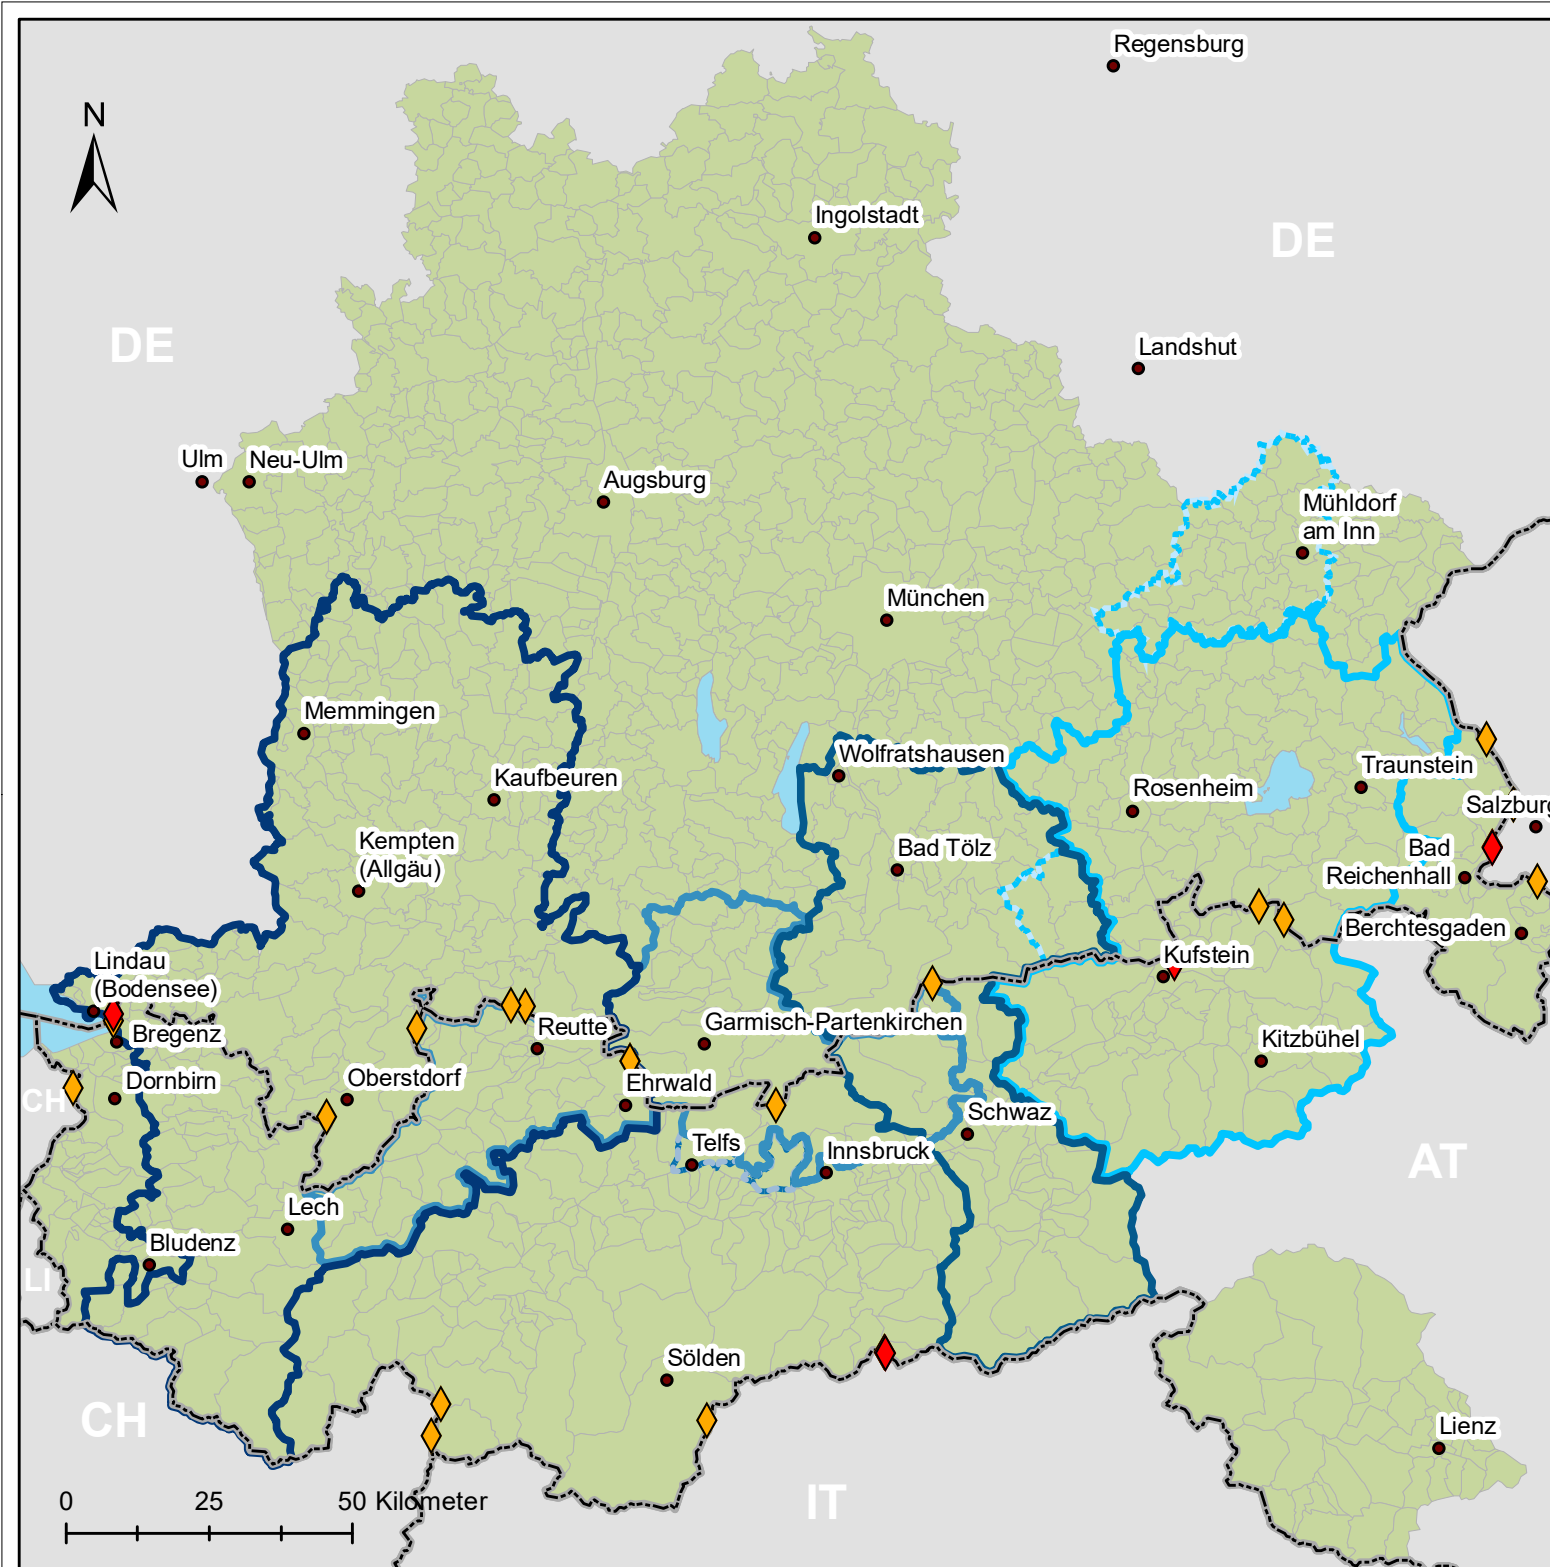 Regensburg
N
Ingolstadt
DE
DE
Landshut
Ulm
Neu-Ulm
Augsburg
Mühldorf
am Inn
München
Memmingen
Wolfratshausen
Kaufbeuren
Traunstein
Rosenheim
Salzburg
Kempten
(Allgäu)
Bad Tölz
Bad
Reichenhall
Berchtesgaden
Lindau
(Bodensee)
Kufstein
Bregenz
Reutte
Garmisch-Partenkirchen
Kitzbühel
CH
Dornbirn
Oberstdorf
Ehrwald
Schwaz
Telfs
Innsbruck
AT
Lech
Bludenz
LI
Sölden
CH
Lienz
IT
0 25 50 Kilometer